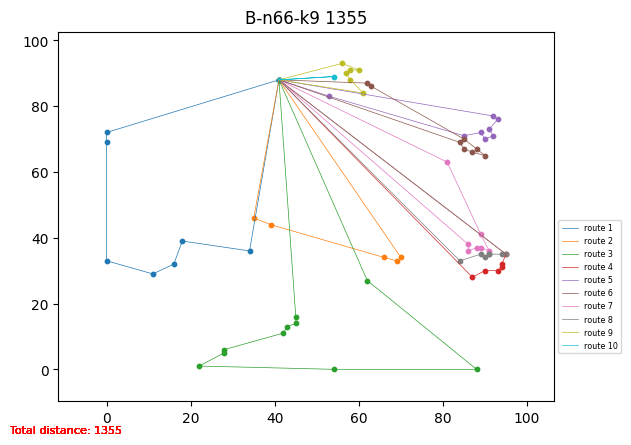 B-n66-k9 1355
100
80
60
40
20
0
0
20
40
60
80
100
route 1
route 2
route 3
route 4
route 5
route 6
route 7
route 8
route 9
route 10
Total distance: 1355